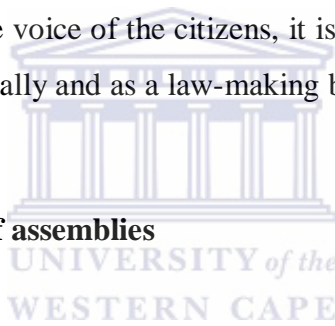 e voice of the citizens, it is
ally and as a law-making b
f assemblies
UNIVERSITY of the
WESTERN CAPE